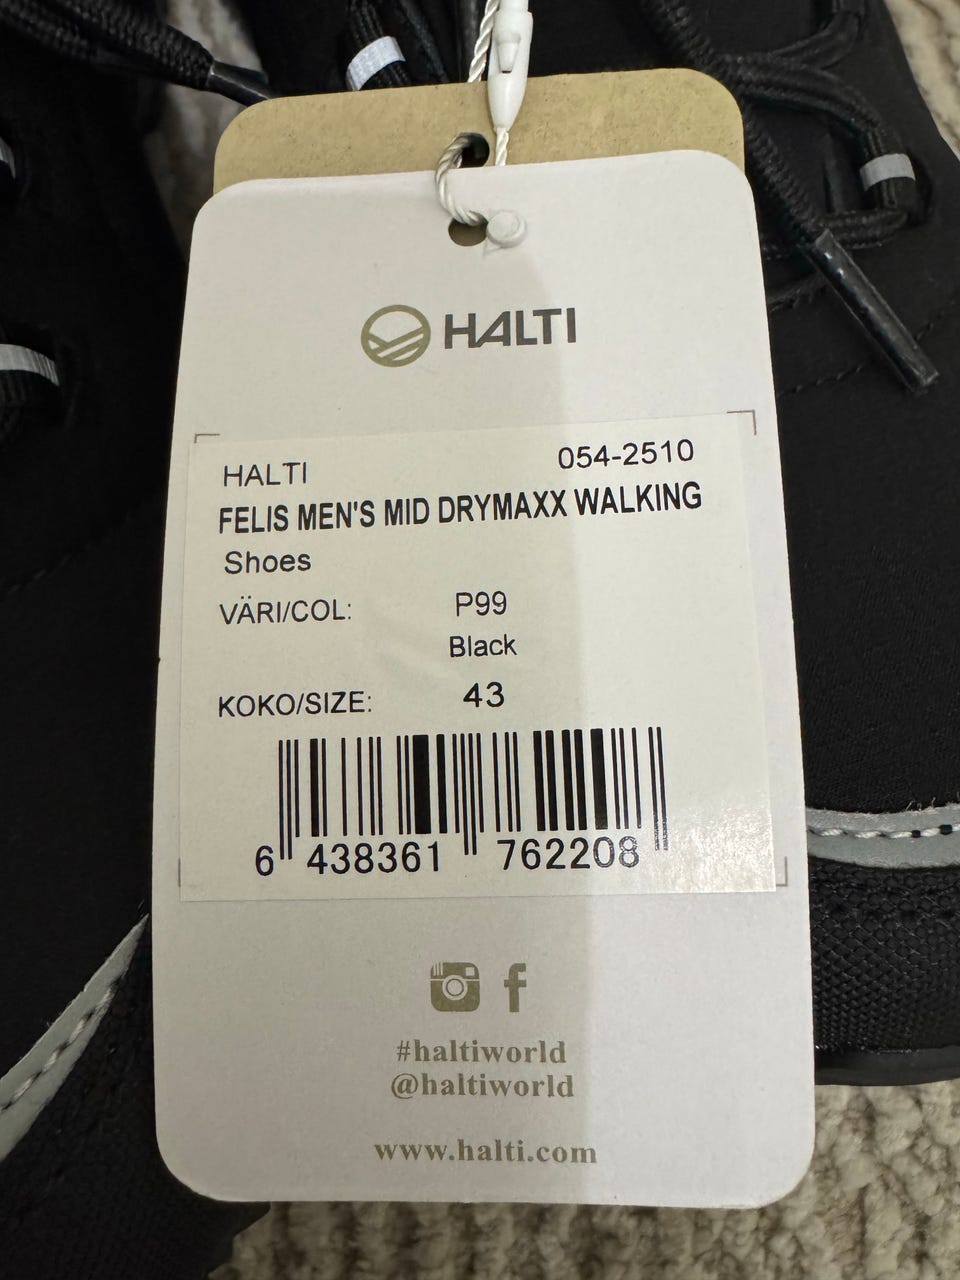 HALTI
HALTI 054-2510
FELIS MEN'S MID DRYMAXX WALKING
Shoes
VÄRI/COL: P99
Black
KOKO/SIZE: 43
6 438361 762208
#haltiworld
@haltiworld
www.halti.com